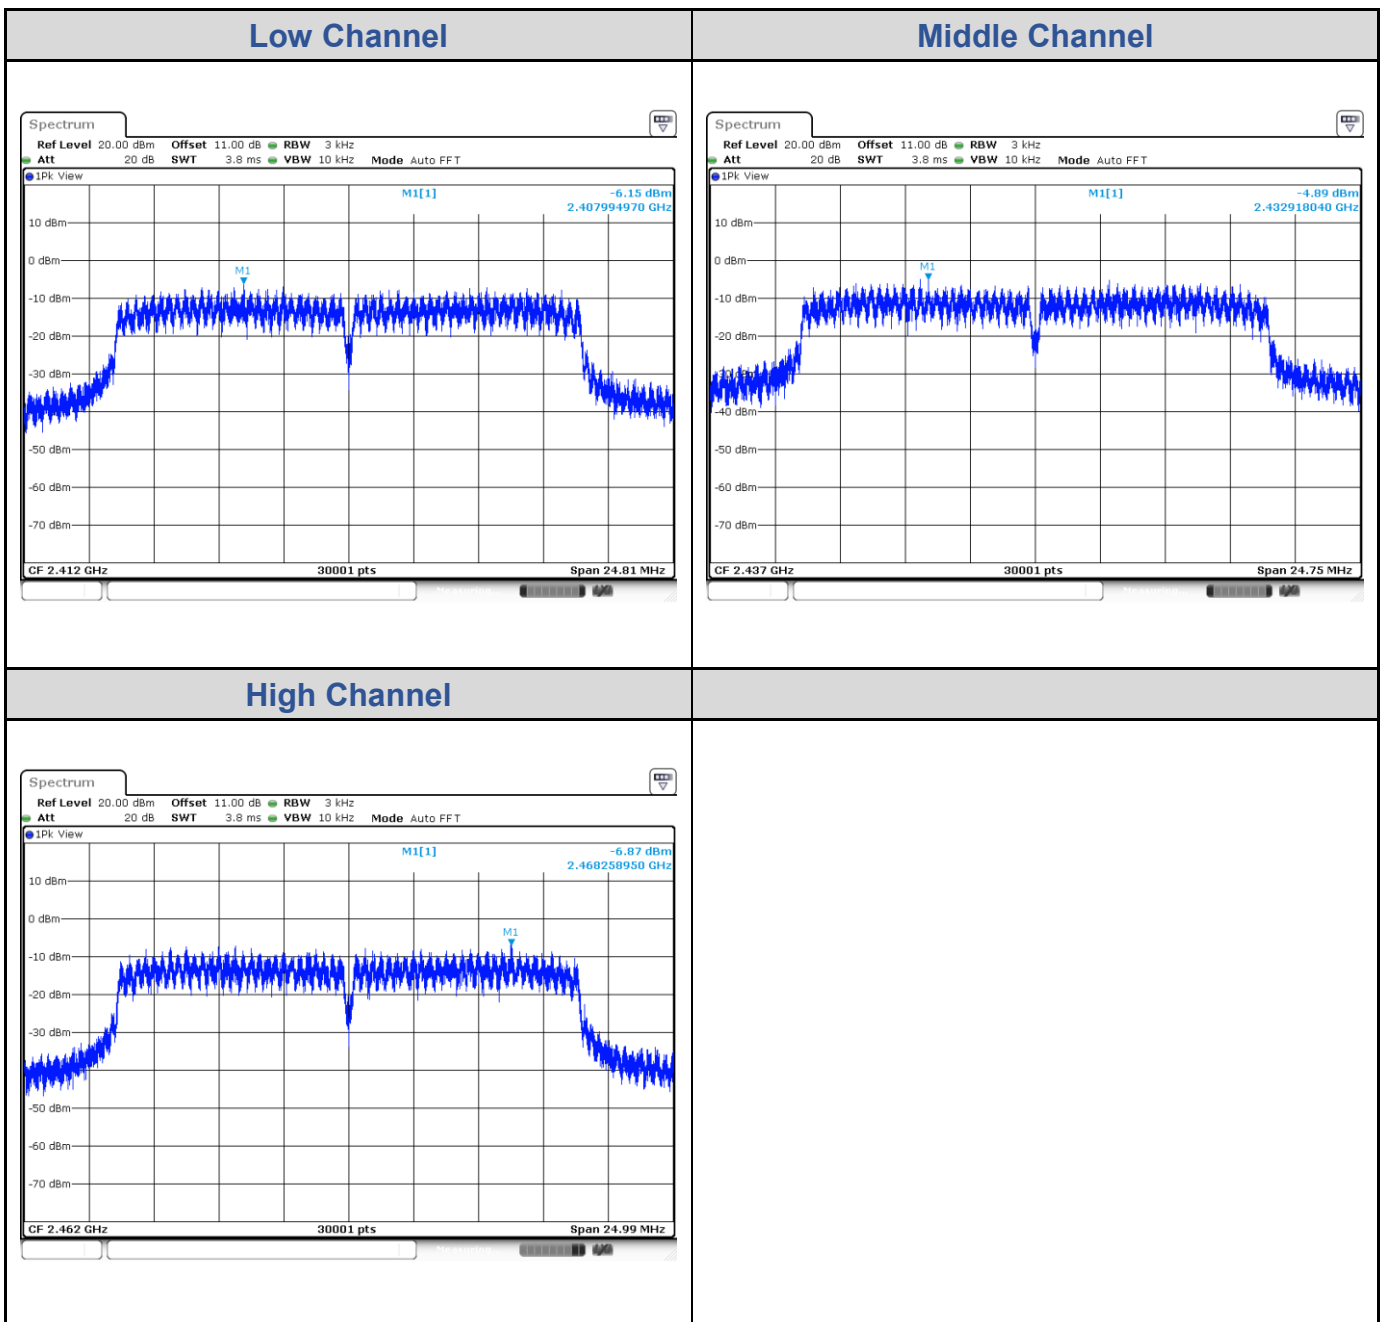 Low Channel
Middle Channel
Spectrum
Ref Level 20.00 dBm Offset 11.00 dB RBW 3 kHz
Att 20 dB SWT 3.8 ms VBW 10 kHz Mode Auto FFT
1Pk View
M1[1] -6.15 dBm
2.407994970 GHz
10 dBm
0 dBm
M1
-10 dBm
-20 dBm
-30 dBm
-50 dBm
-60 dBm
-70 dBm
CF 2.412 GHz 30001 pts Span 24.81 MHz
Spectrum
Ref Level 20.00 dBm Offset 11.00 dB RBW 3 kHz
Att 20 dB SWT 3.8 ms VBW 10 kHz Mode Auto FFT
1Pk View
M1[1] -4.89 dBm
2.432918040 GHz
10 dBm
0 dBm
M1
-10 dBm
-20 dBm
-40 dBm
-50 dBm
-60 dBm
-70 dBm
CF 2.437 GHz 30001 pts Span 24.75 MHz
High Channel
Spectrum
Ref Level 20.00 dBm Offset 11.00 dB RBW 3 kHz
Att 20 dB SWT 3.8 ms VBW 10 kHz Mode Auto FFT
1Pk View
M1[1] -6.87 dBm
2.468258950 GHz
10 dBm
0 dBm
M1
-10 dBm
-20 dBm
-30 dBm
-50 dBm
-60 dBm
-70 dBm
CF 2.462 GHz 30001 pts Span 24.99 MHz